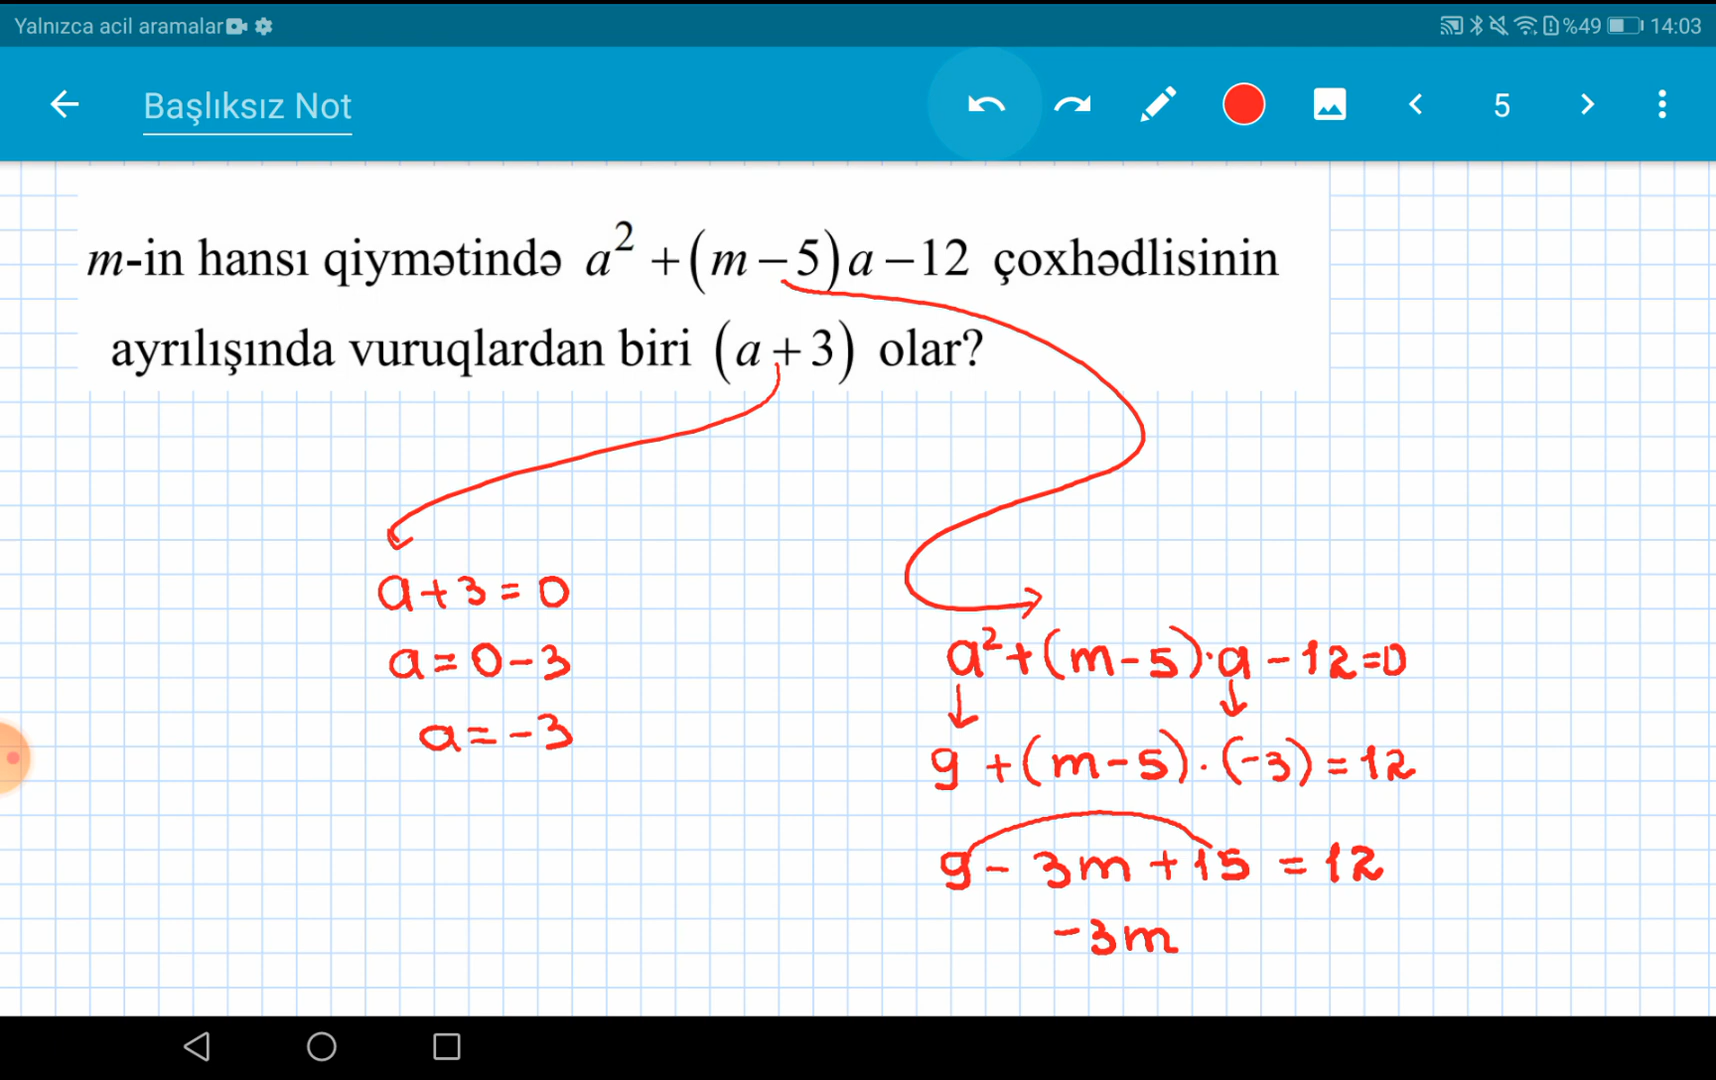 Yalnızca acil aramalar %49 14:03
Başlıksız Not 5
m-in hansı qiymətində a² + (m − 5)a − 12 çoxhədlisinin
ayrılışında vuruqlardan biri (a + 3) olar?
a + 3 = 0
a = 0 − 3
a = −3
a² + (m − 5) · a − 12 = 0
9 + (m − 5) · (−3) = 12
9 − 3m + 15 = 12
−3m